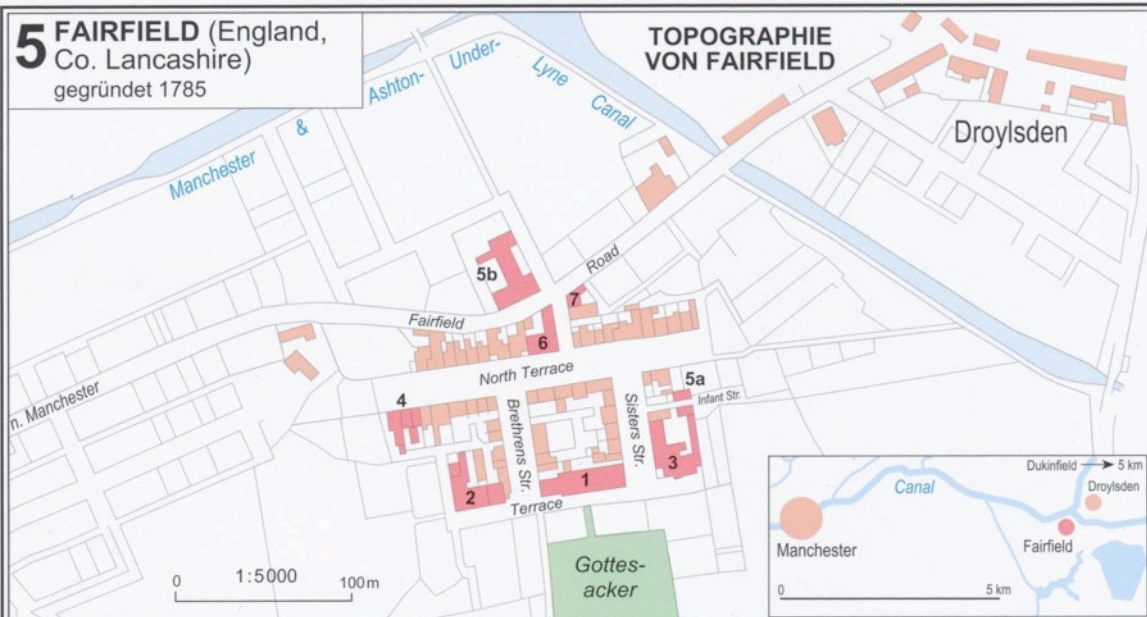 5 FAIRFIELD (England,
Co. Lancashire)
gegründet 1785
TOPOGRAPHIE
VON FAIRFIELD
Manchester & Ashton- Under- Lyne Canal
Droylsden
5b
Road
7
Fairfield
6
North Terrace
n. Manchester
4
5a
Infant Str.
Brethrens Str.
Sisters Str.
3
2
1
Terrace
Gottes-
acker
0 1:5000 100m
Dukinfield → 5 km
Droylsden
Canal
Manchester
Fairfield
0 5 km